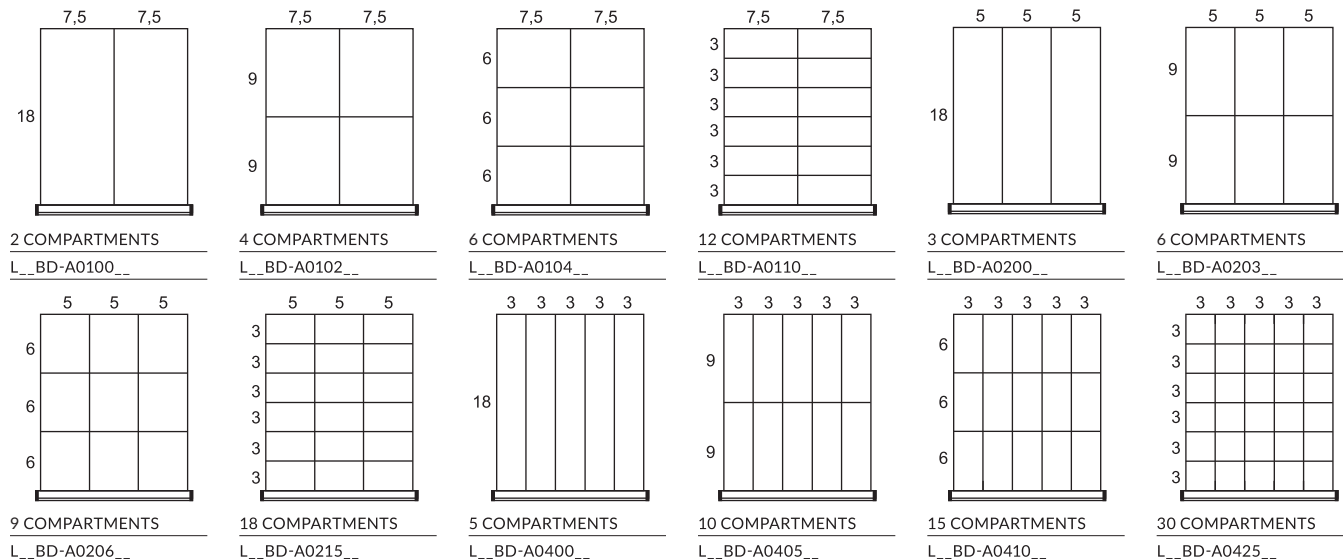 7,5 7,5
18
2 COMPARTMENTS
L__BD-A0100__
7,5 7,5
9
9
4 COMPARTMENTS
L__BD-A0102__
7,5 7,5
6
6
6
6 COMPARTMENTS
L__BD-A0104__
7,5 7,5
3
3
3
3
3
3
12 COMPARTMENTS
L__BD-A0110__
5 5 5
18
3 COMPARTMENTS
L__BD-A0200__
5 5 5
9
9
6 COMPARTMENTS
L__BD-A0203__
5 5 5
6
6
6
9 COMPARTMENTS
L__BD-A0206__
5 5 5
3
3
3
3
3
3
18 COMPARTMENTS
L__BD-A0215__
3 3 3 3 3
18
5 COMPARTMENTS
L__BD-A0400__
3 3 3 3 3
9
9
10 COMPARTMENTS
L__BD-A0405__
3 3 3 3 3
6
6
6
15 COMPARTMENTS
L__BD-A0410__
3 3 3 3 3
3
3
3
3
3
3
30 COMPARTMENTS
L__BD-A0425__